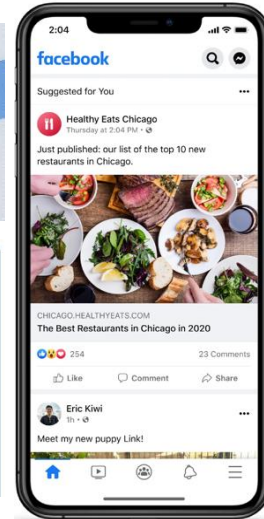 2:04
facebook
Suggested for You
Healthy Eats Chicago
Thursday at 2:04 PM ·
Just published: our list of the top 10 new
restaurants in Chicago.
CHICAGO.HEALTHYEATS.COM
The Best Restaurants in Chicago in 2020
254 23 Comments
Like Comment Share
Eric Kiwi
1h ·
Meet my new puppy Link!